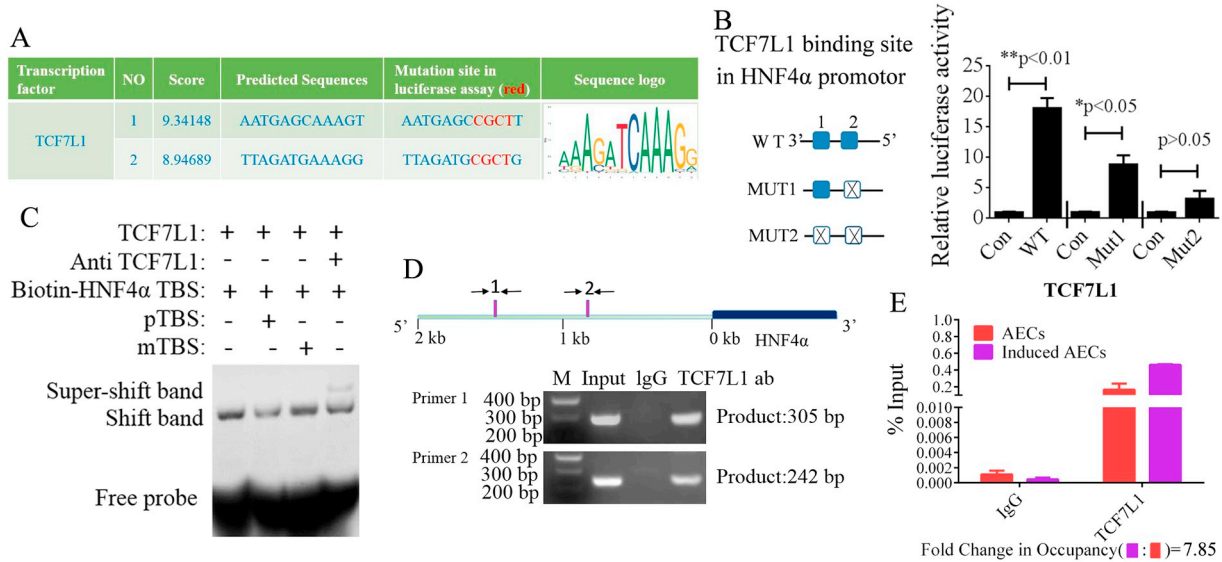 A
Transcription factor NO Score Predicted Sequences Mutation site in luciferase assay (red) Sequence logo
TCF7L1
1 9.34148 AATGAGCAAAGT AATGAGCCGCTT
2 8.94689 TTAGATGAAAGG TTAGATGCGCTG
AAAGATCAAAGG
B
TCF7L1 binding site
in HNF4α promotor
1 2
WT 3' 5'
MUT1
MUT2
Relative luciferase activity
25
20
15
10
5
0
**p<0.01
*p<0.05
p>0.05
Con WT Con Mut1 Con Mut2
TCF7L1
C
TCF7L1: + + + +
Anti TCF7L1: - - - +
Biotin-HNF4α TBS: + + + +
pTBS: - + - -
mTBS: - - + -
Super-shift band
Shift band
Free probe
D
1 2
5' 3'
2 kb 1 kb 0 kb HNF4α
M Input lgG TCF7L1 ab
Primer 1
400 bp
300 bp
200 bp
Product:305 bp
Primer 2
400 bp
300 bp
200 bp
Product:242 bp
E
% Input
1.0
0.8
0.6
0.4
0.2
0.010
0.008
0.006
0.004
0.002
0.000
AECs
Induced AECs
IgG TCF7L1
Fold Change in Occupancy( : )=7.85